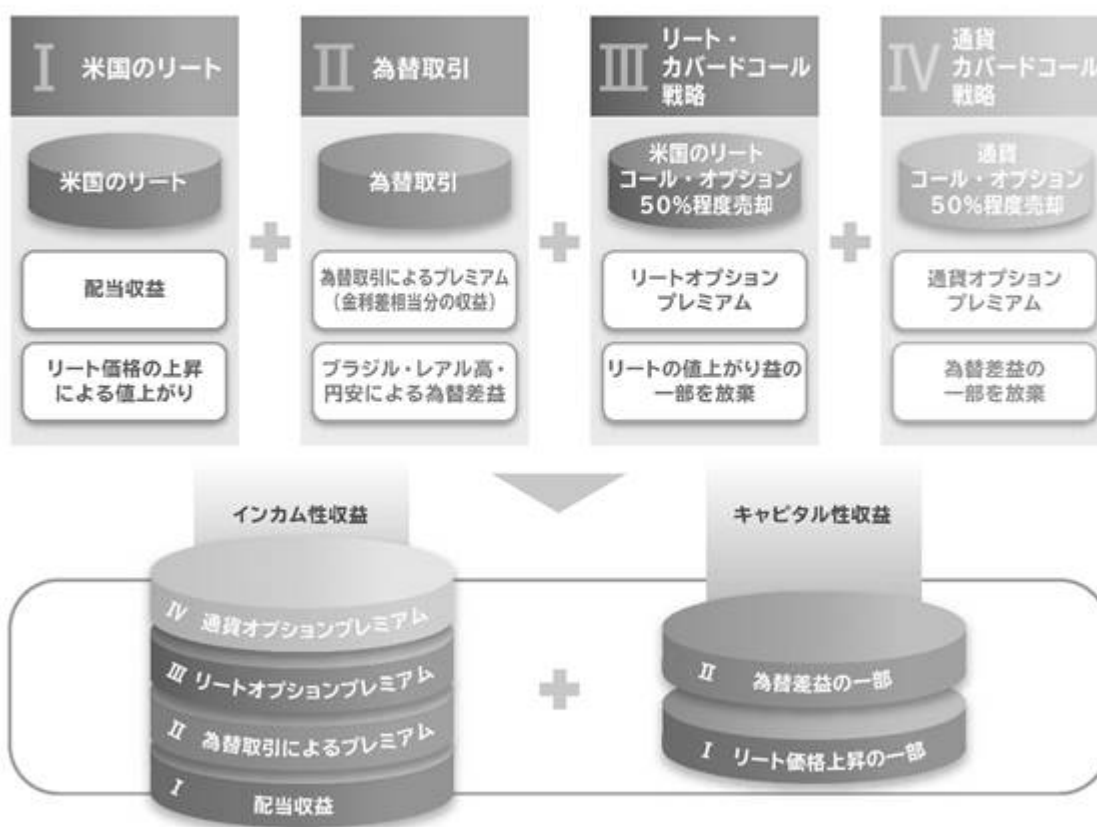 I 米国のリート
II 為替取引
III リート・
カバードコール
戦略
IV 通貨
カバードコール
戦略
米国のリート
為替取引
米国のリート
コール・オプション
50%程度売却
通貨
コール・オプション
50%程度売却
配当収益
為替取引によるプレミアム
(金利差相当分の収益)
リートオプション
プレミアム
通貨オプション
プレミアム
リート価格の上昇
による値上がり
ブラジル・レアル高・
円安による為替差益
リートの値上がり益の
一部を放棄
為替差益の
一部を放棄
インカム性収益
IV 通貨オプションプレミアム
III リートオプションプレミアム
II 為替取引によるプレミアム
I 配当収益
キャピタル性収益
II 為替差益の一部
I リート価格上昇の一部